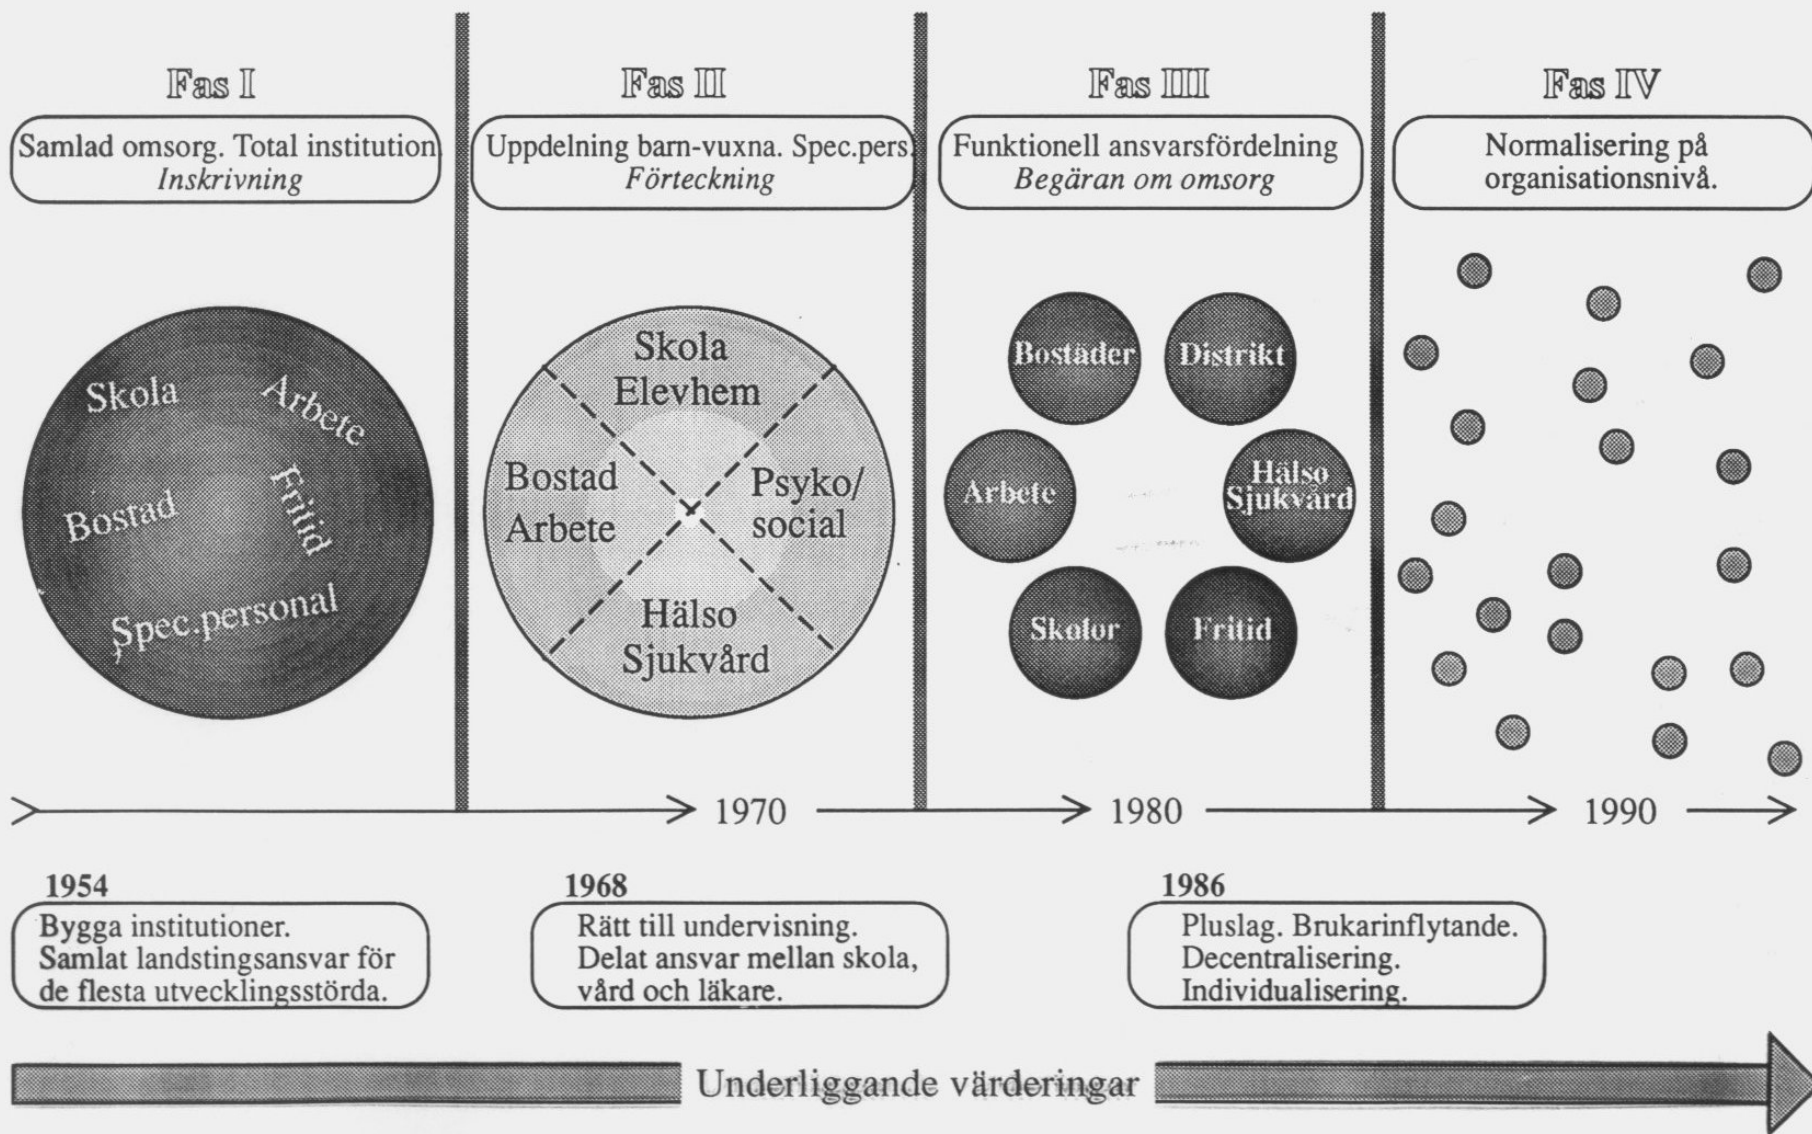 Fas I
Samlad omsorg. Total institution.
Inskrivning
Skola
Arbete
Fritid
Bostad
Spec.personal
Fas II
Uppdelning barn-vuxna. Spec.pers.
Förteckning
Skola
Elevhem
Bostad
Arbete
Psyko/
social
Hälso
Sjukvård
Fas III
Funktionell ansvarsfördelning
Begäran om omsorg
Bostäder
Distrikt
Arbete
Hälso
Sjukvård
Skolor
Fritid
Fas IV
Normalisering på
organisationsnivå.
1970
1980
1990
1954
Bygga institutioner.
Samlat landstingsansvar för
de flesta utvecklingsstörda.
1968
Rätt till undervisning.
Delat ansvar mellan skola,
vård och läkare.
1986
Pluslag. Brukarinflytande.
Decentralisering.
Individualisering.
Underliggande värderingar